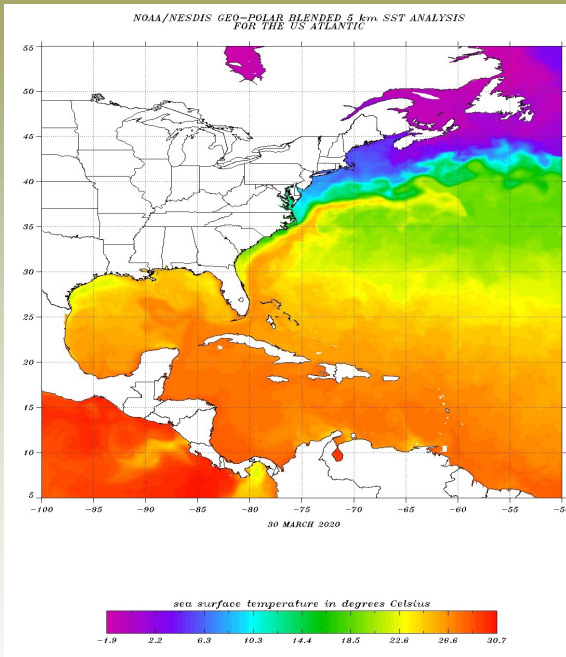 NOAA/NESDIS GEO-POLAR BLENDED 5 km SST ANALYSIS
FOR THE US ATLANTIC
55
50
45
40
35
30
25
20
15
10
5
-100 -95 -90 -85 -80 -75 -70 -65 -60 -55 -50
30 MARCH 2020
sea surface temperature in degrees Celsius
-1.9 2.2 6.3 10.3 14.4 18.5 22.6 26.6 30.7